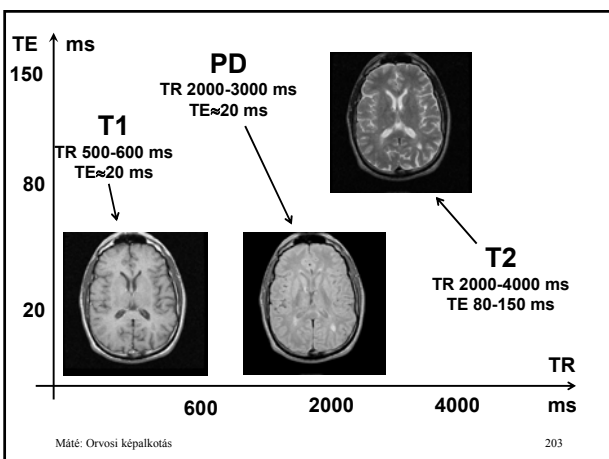 TE ms
150
PD
TR 2000-3000 ms
TE≈20 ms
T1
TR 500-600 ms
TE≈20 ms
80
T2
TR 2000-4000 ms
TE 80-150 ms
20
TR
ms
600 2000 4000
Máté: Orvosi képalkotás 203